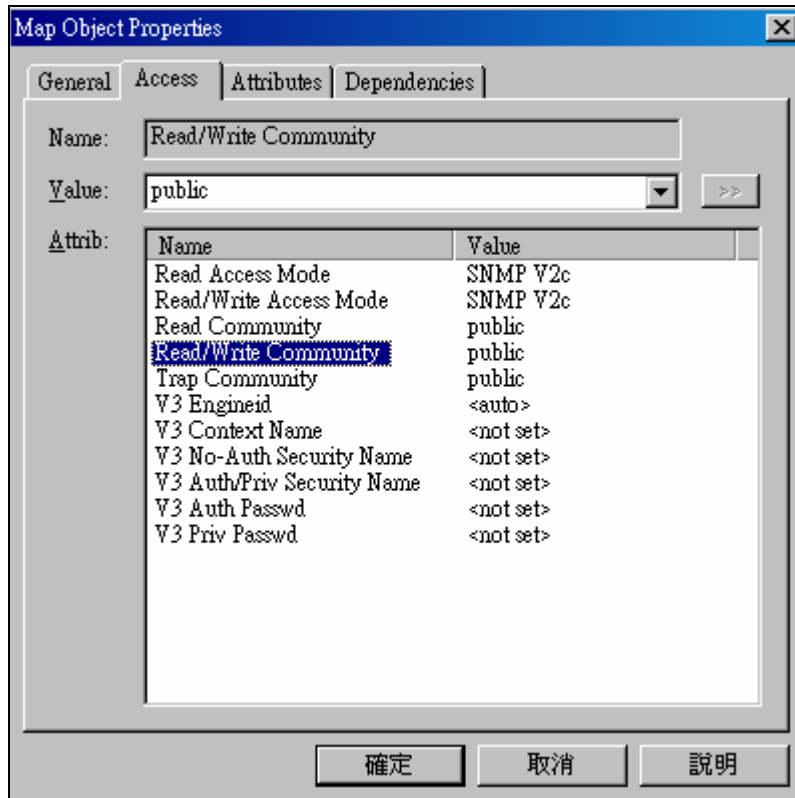 Map Object Properties
General Access Attributes Dependencies
Name: Read/Write Community
Value: public >>
Attrib: Name Value
Read Access Mode SNMP V2c
Read/Write Access Mode SNMP V2c
Read Community public
Read/Write Community public
Trap Community public
V3 Engineid <auto>
V3 Context Name <not set>
V3 No-Auth Security Name <not set>
V3 Auth/Priv Security Name <not set>
V3 Auth Passwd <not set>
V3 Priv Passwd <not set>
確定 取消 說明